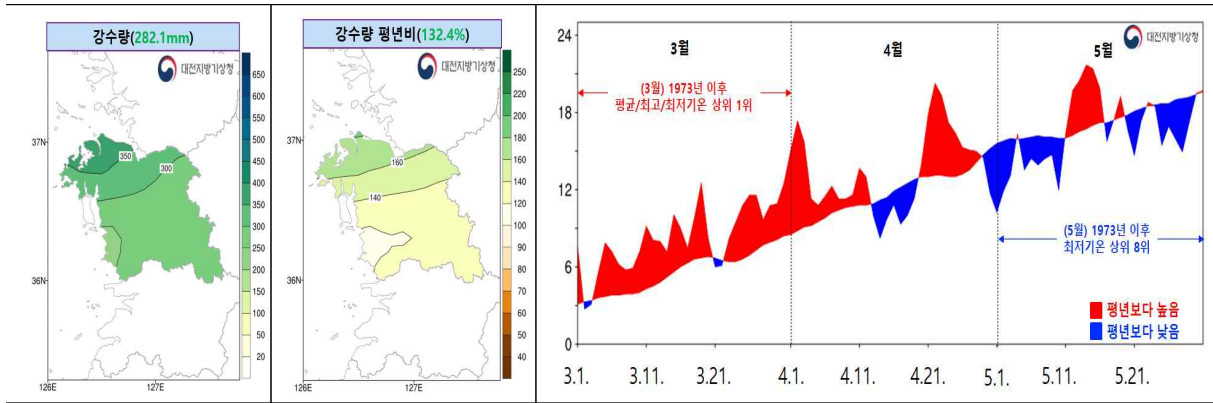 강수량(282.1mm)
대전지방기상청
650
600
550
500
450
400
350
300
250
200
150
100
50
20
37N
36N
350
300
126E
127E
강수량 평년비(132.4%)
대전지방기상청
250
220
200
180
160
140
120
100
90
80
70
60
50
40
37N
36N
160
140
126E
127E
24
18
12
6
0
3월
4월
5월
대전지방기상청
(3월) 1973년 이후
평균/최고/최저기온 상위 1위
(5월) 1973년 이후
최저기온 상위 8위
평년보다 높음
평년보다 낮음
3.1.
3.11.
3.21.
4.1.
4.11.
4.21.
5.1.
5.11.
5.21.